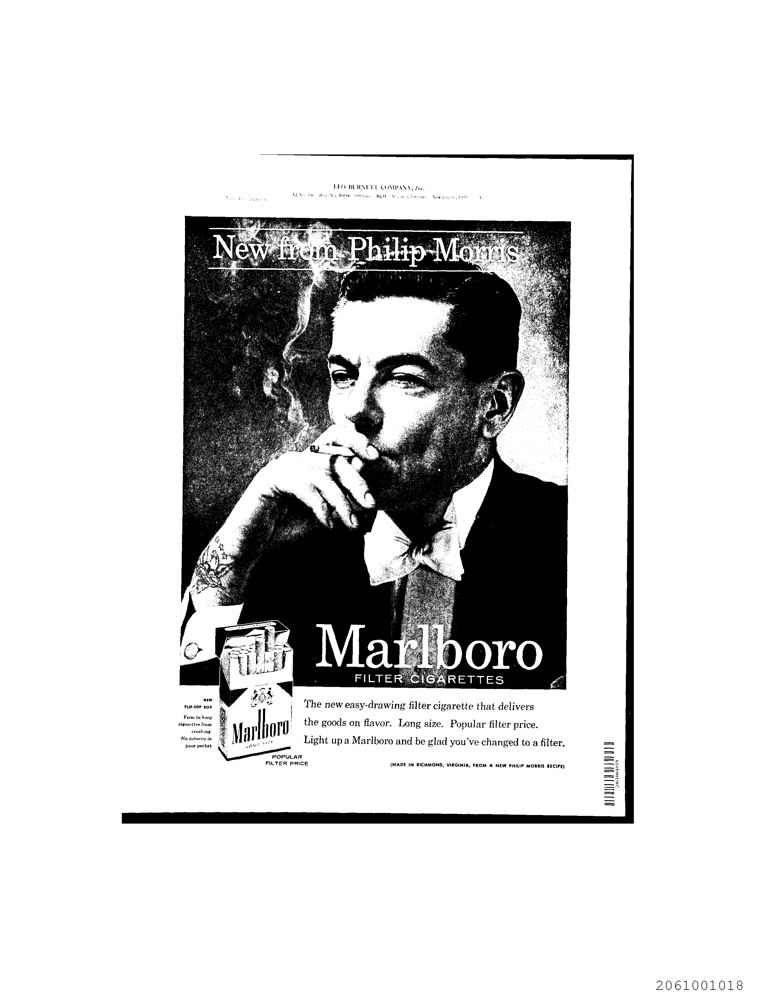 LEO BURNETT COMPANY, Inc.
New from Philip Morris
Marlboro
FILTER CIGARETTES
NEW
FLIP-TOP BOX
Firm to keep
cigarettes from
crushing.
No tobacco in
your pocket
Marlboro
LONG SIZE
POPULAR
FILTER PRICE
The new easy-drawing filter cigarette that delivers
the goods on flavor. Long size. Popular filter price.
Light up a Marlboro and be glad you've changed to a filter.
(MADE IN RICHMOND, VIRGINIA, FROM A NEW PHILIP MORRIS RECIPE)
2061001018
2061001018